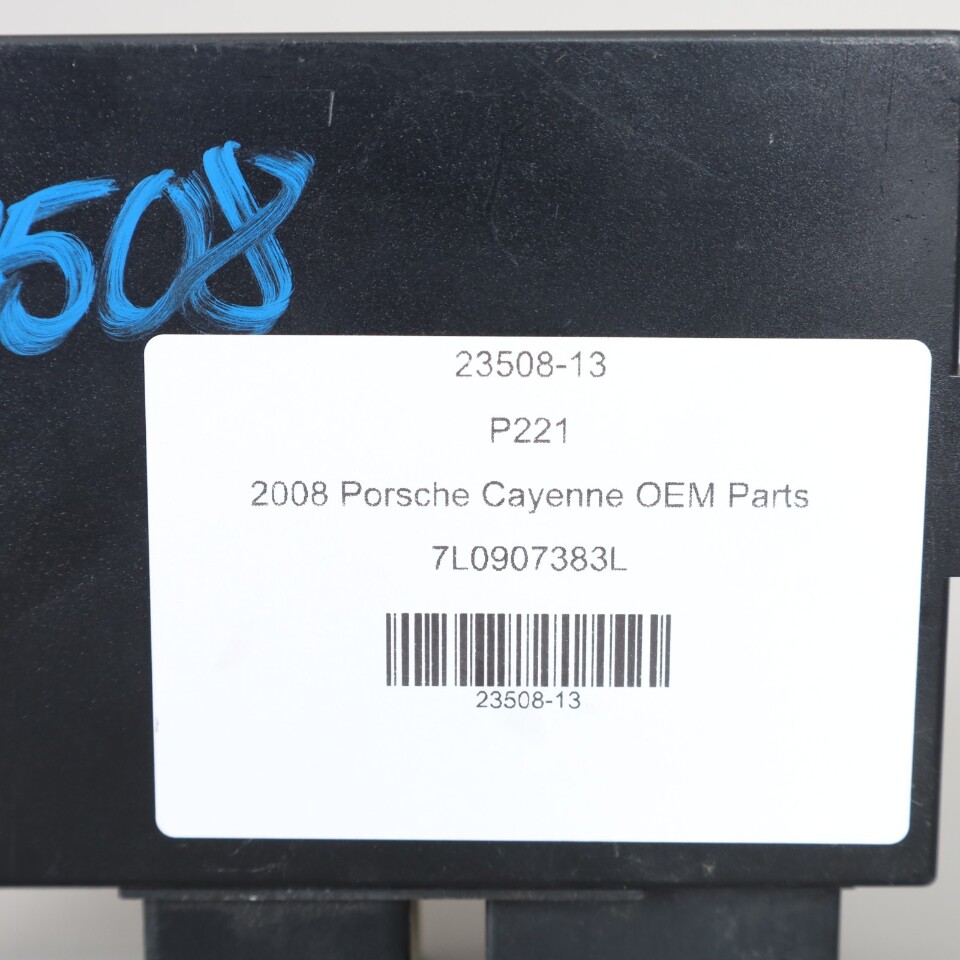 508
23508-13
P221
2008 Porsche Cayenne OEM Parts
7L0907383L
23508-13